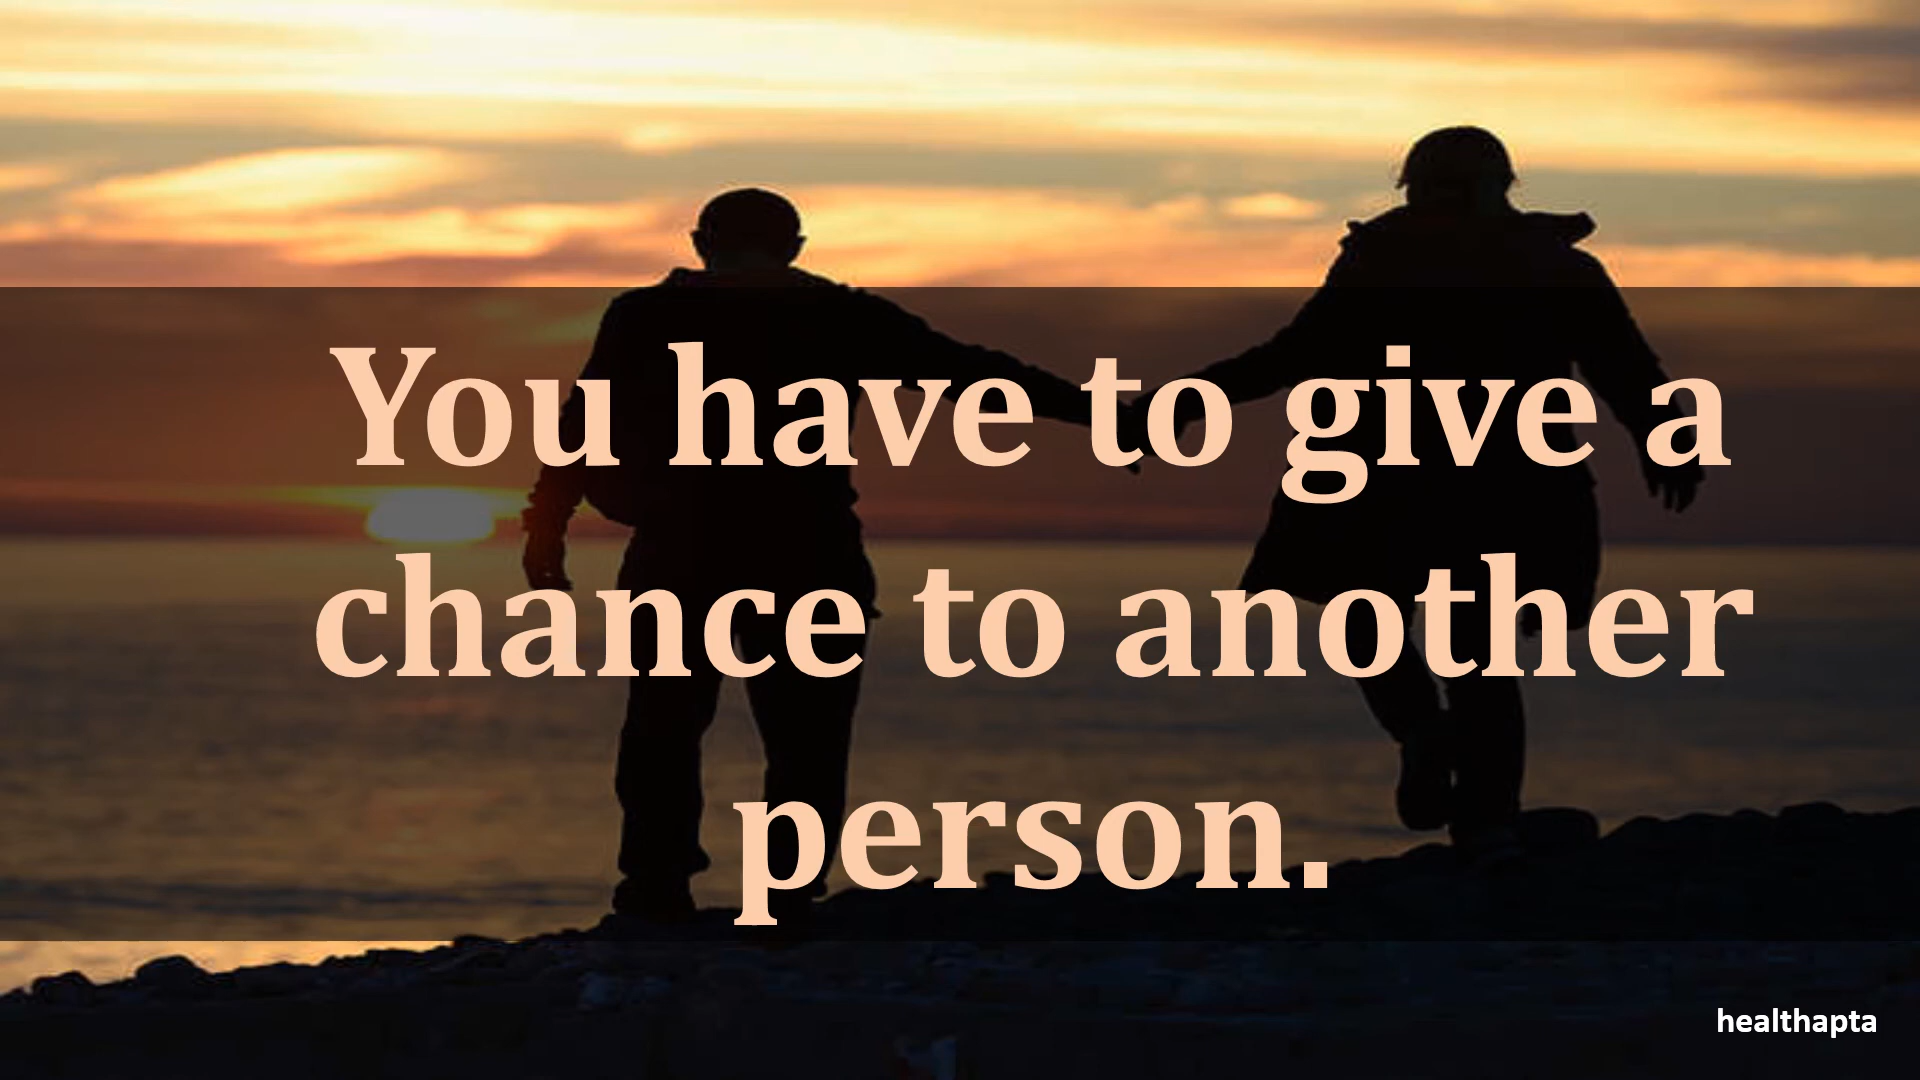 You have to give a
chance to another
person.
healthapta